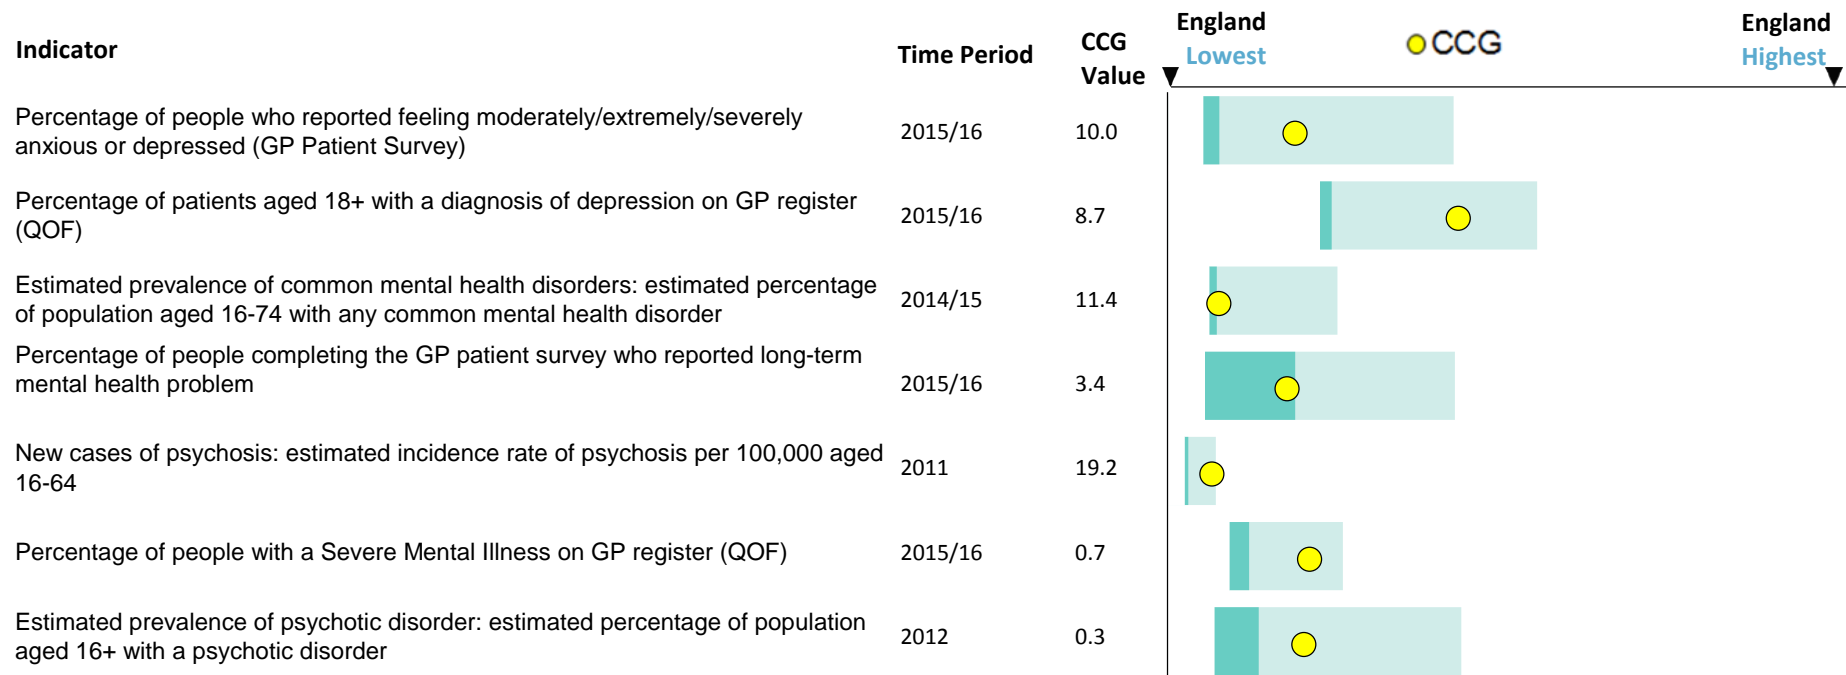 Indicator
Time Period
CCG
Value
England
Lowest
CCG
England
Highest
Percentage of people who reported feeling moderately/extremely/severely
anxious or depressed (GP Patient Survey)
2015/16
10.0
Percentage of patients aged 18+ with a diagnosis of depression on GP register
(QOF)
2015/16
8.7
Estimated prevalence of common mental health disorders: estimated percentage
of population aged 16-74 with any common mental health disorder
2014/15
11.4
Percentage of people completing the GP patient survey who reported long-term
mental health problem
2015/16
3.4
New cases of psychosis: estimated incidence rate of psychosis per 100,000 aged
16-64
2011
19.2
Percentage of people with a Severe Mental Illness on GP register (QOF)
2015/16
0.7
Estimated prevalence of psychotic disorder: estimated percentage of population
aged 16+ with a psychotic disorder
2012
0.3